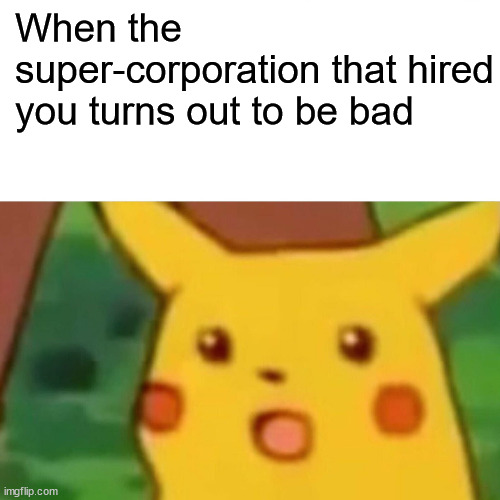 When the
super-corporation that hired
you turns out to be bad
imgflip.com